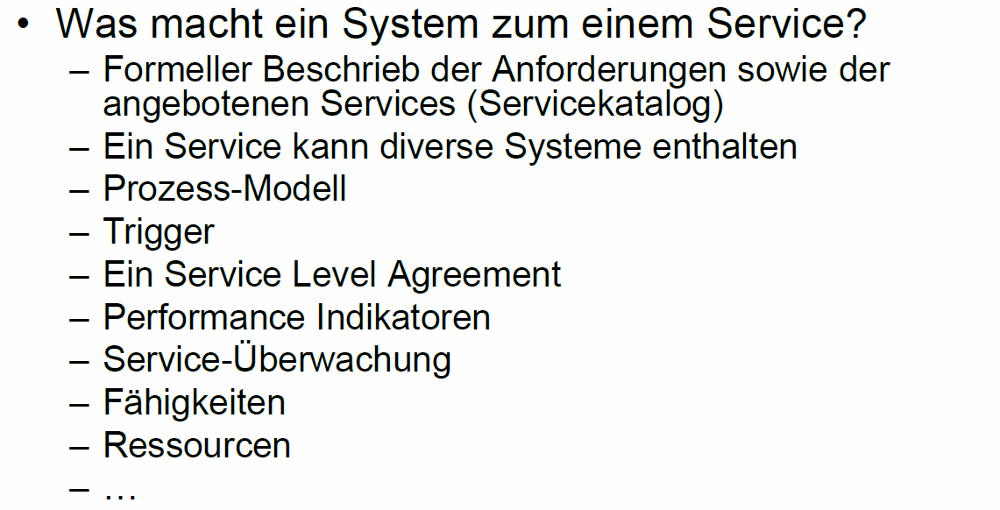 • Was macht ein System zum einem Service?
– Formeller Beschrieb der Anforderungen sowie der
angebotenen Services (Servicekatalog)
– Ein Service kann diverse Systeme enthalten
– Prozess-Modell
– Trigger
– Ein Service Level Agreement
– Performance Indikatoren
– Service-Überwachung
– Fähigkeiten
– Ressourcen
– …